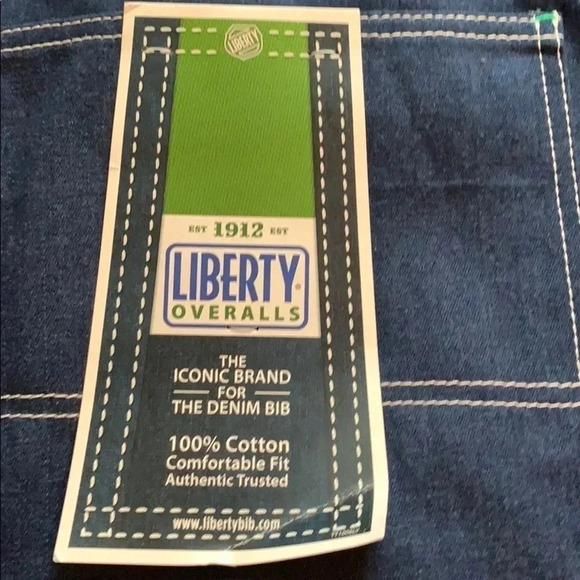 LIBERTY
EST 1912 EST
LIBERTY®
OVERALLS
THE
ICONIC BRAND
FOR
THE DENIM BIB
100% Cotton
Comfortable Fit
Authentic Trusted
www.libertybib.com